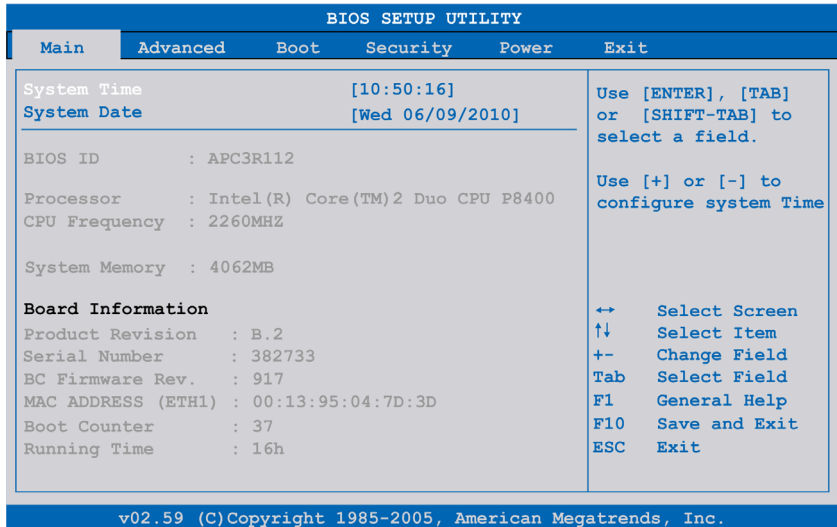 BIOS SETUP UTILITY
Main Advanced Boot Security Power Exit
System Time [10:50:16]
System Date [Wed 06/09/2010]
BIOS ID : APC3R112
Processor : Intel(R) Core(TM)2 Duo CPU P8400
CPU Frequency : 2260MHZ
System Memory : 4062MB
Board Information
Product Revision : B.2
Serial Number : 382733
BC Firmware Rev. : 917
MAC ADDRESS (ETH1) : 00:13:95:04:7D:3D
Boot Counter : 37
Running Time : 16h
Use [ENTER], [TAB]
or [SHIFT-TAB] to
select a field.
Use [+] or [-] to
configure system Time
↔ Select Screen
↑↓ Select Item
+- Change Field
Tab Select Field
F1 General Help
F10 Save and Exit
ESC Exit
v02.59 (C)Copyright 1985-2005, American Megatrends, Inc.